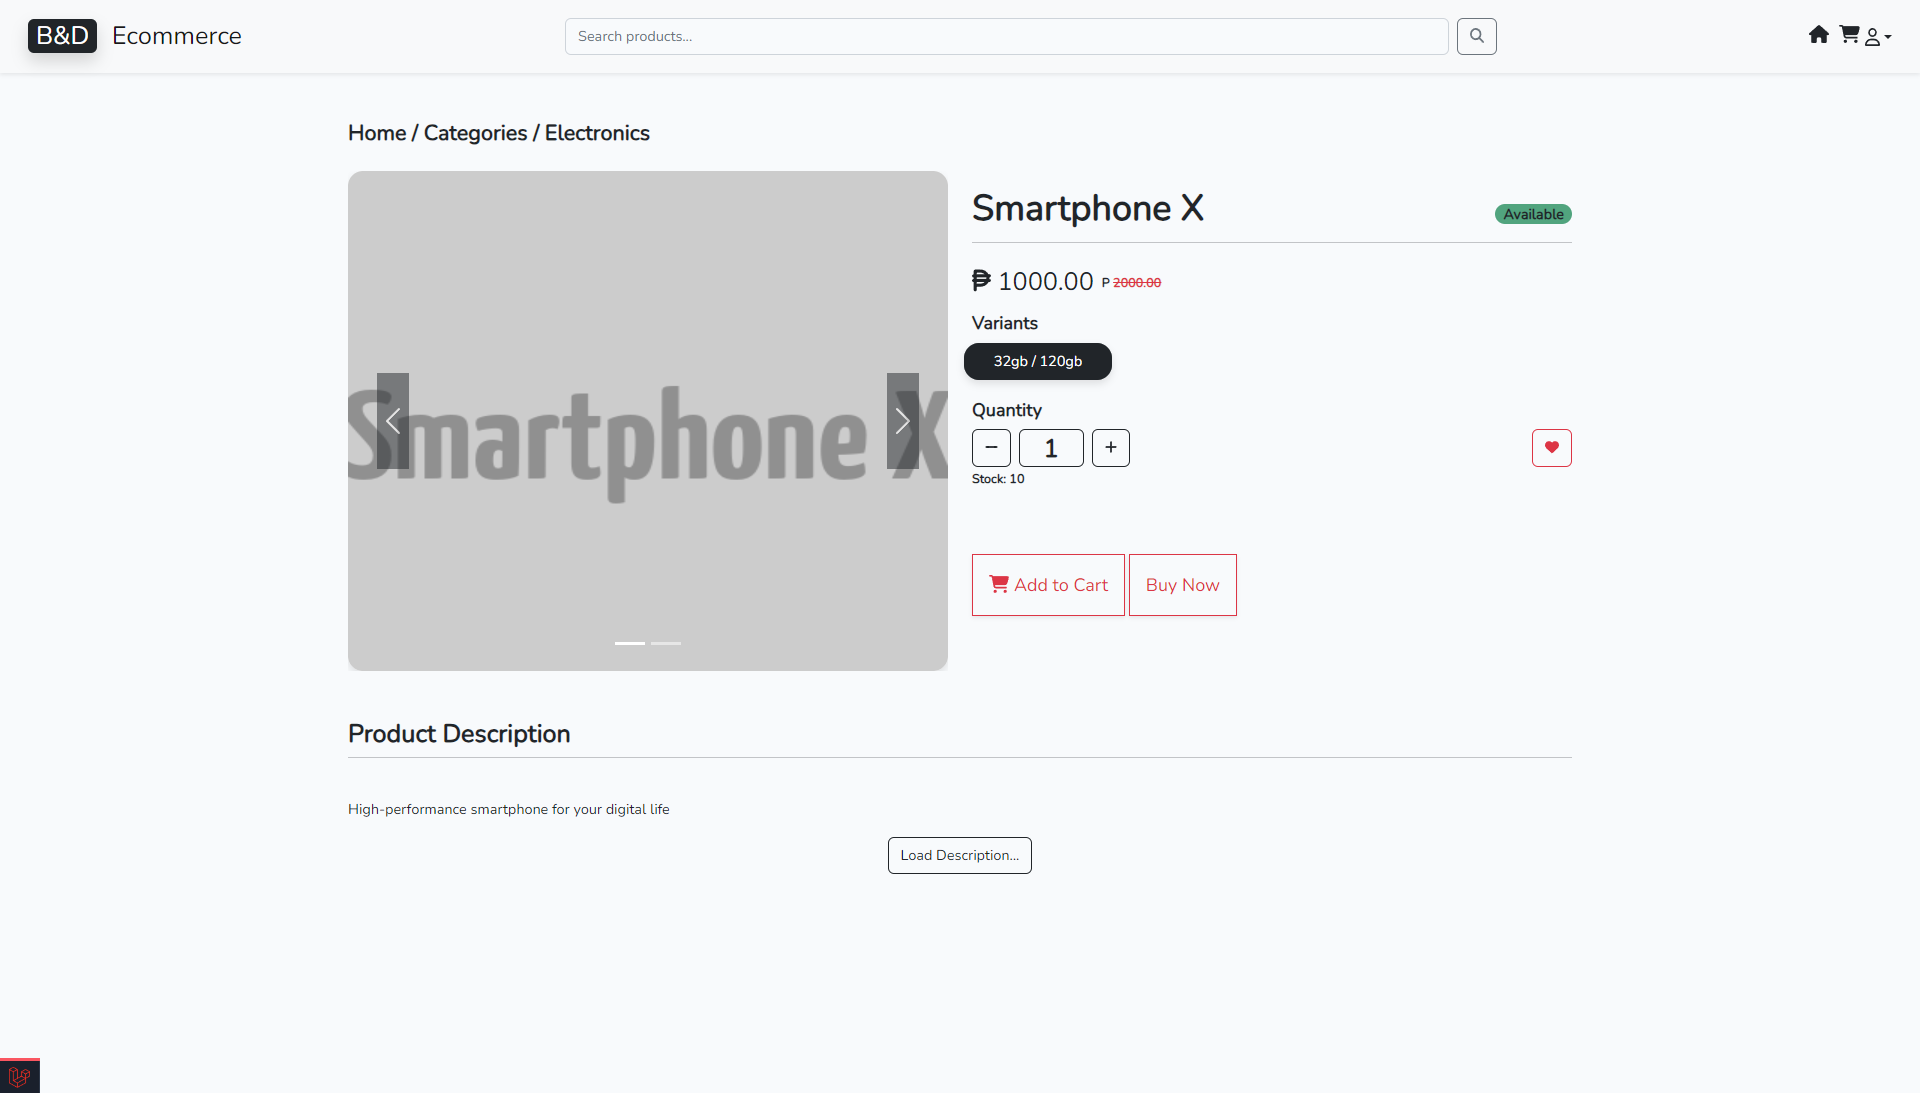 B&D Ecommerce
Search products...
Home / Categories / Electronics
Smartphone X
Smartphone X
Available
₱ 1000.00 P 2000.00
Variants
32gb / 120gb
Quantity
− 1 +
Stock: 10
Add to Cart Buy Now
Product Description
High-performance smartphone for your digital life
Load Description...